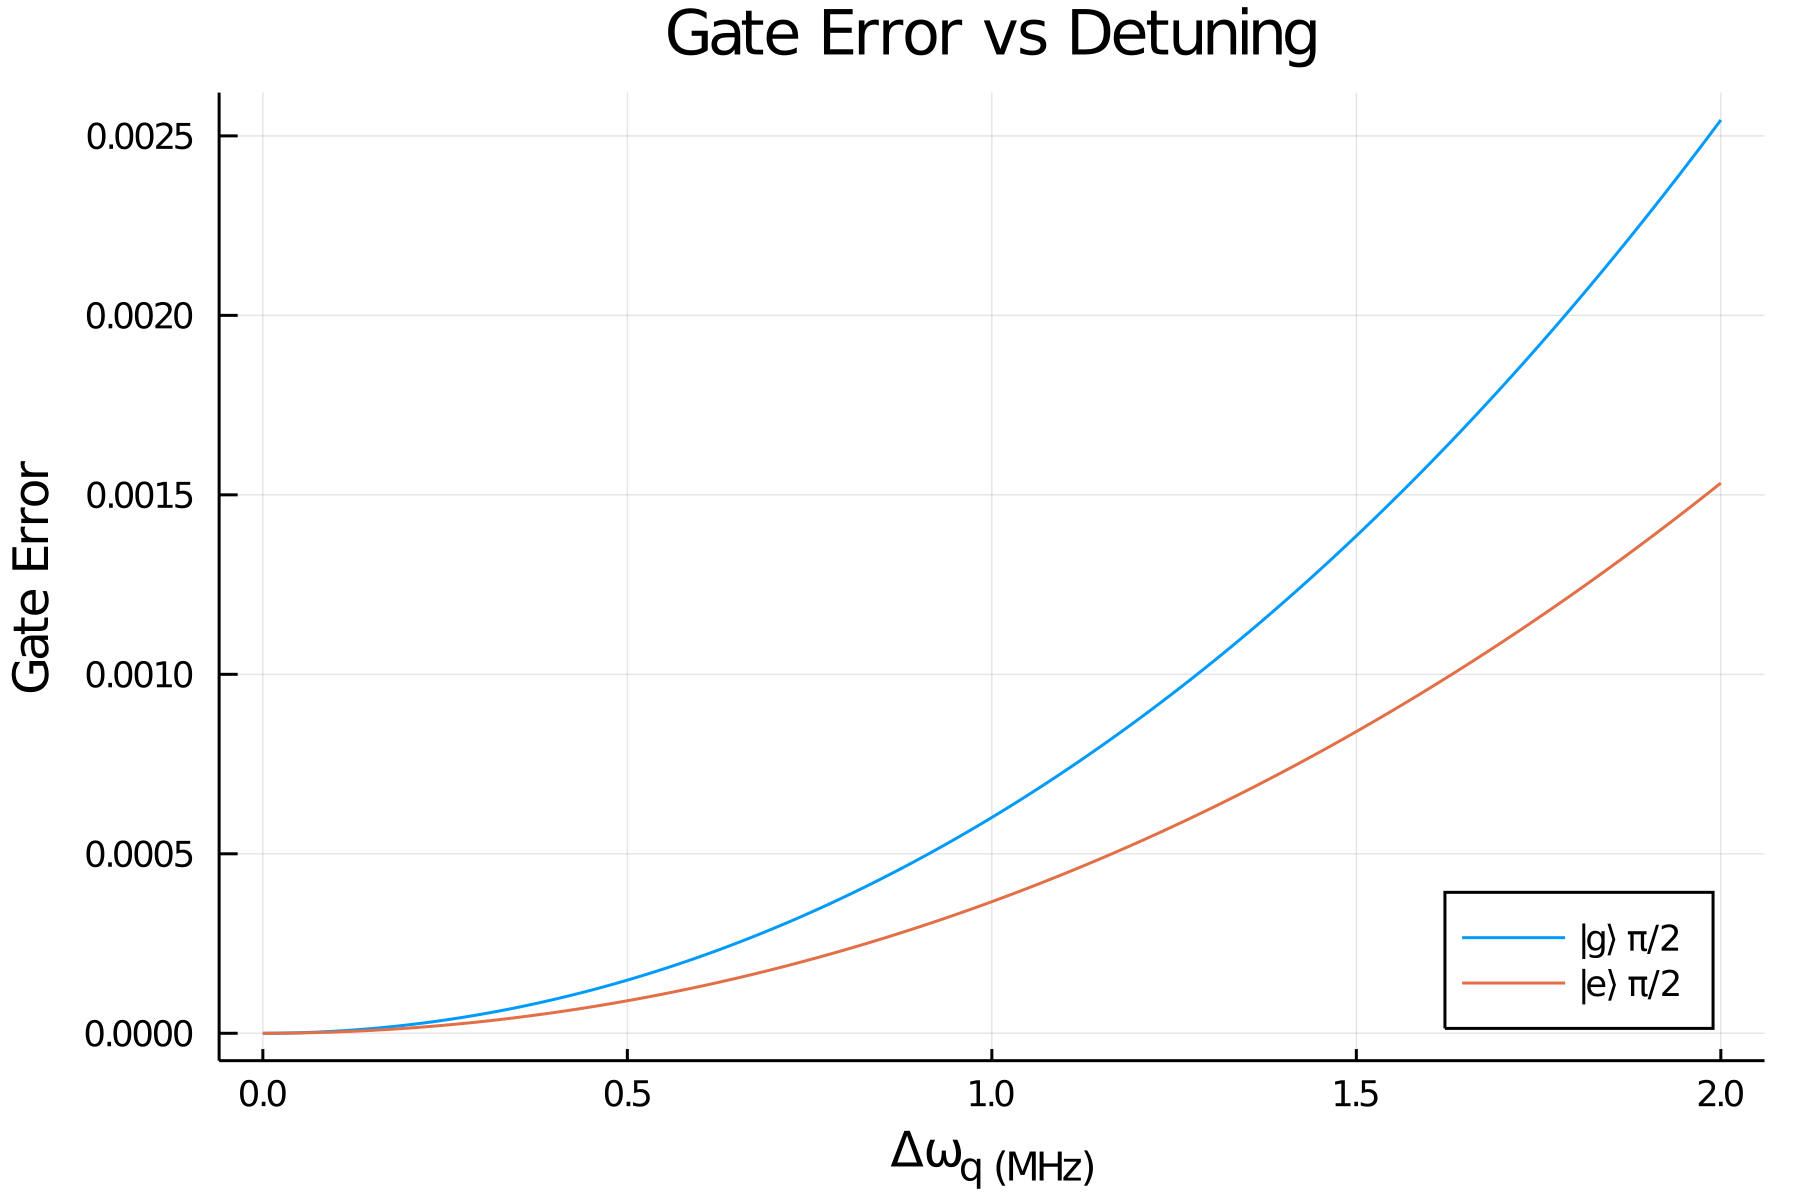 Gate Error vs Detuning
Gate Error
0.0025
0.0020
0.0015
0.0010
0.0005
0.0000
0.0 0.5 1.0 1.5 2.0
Δω_q (MHz)
|g⟩ π/2
|e⟩ π/2